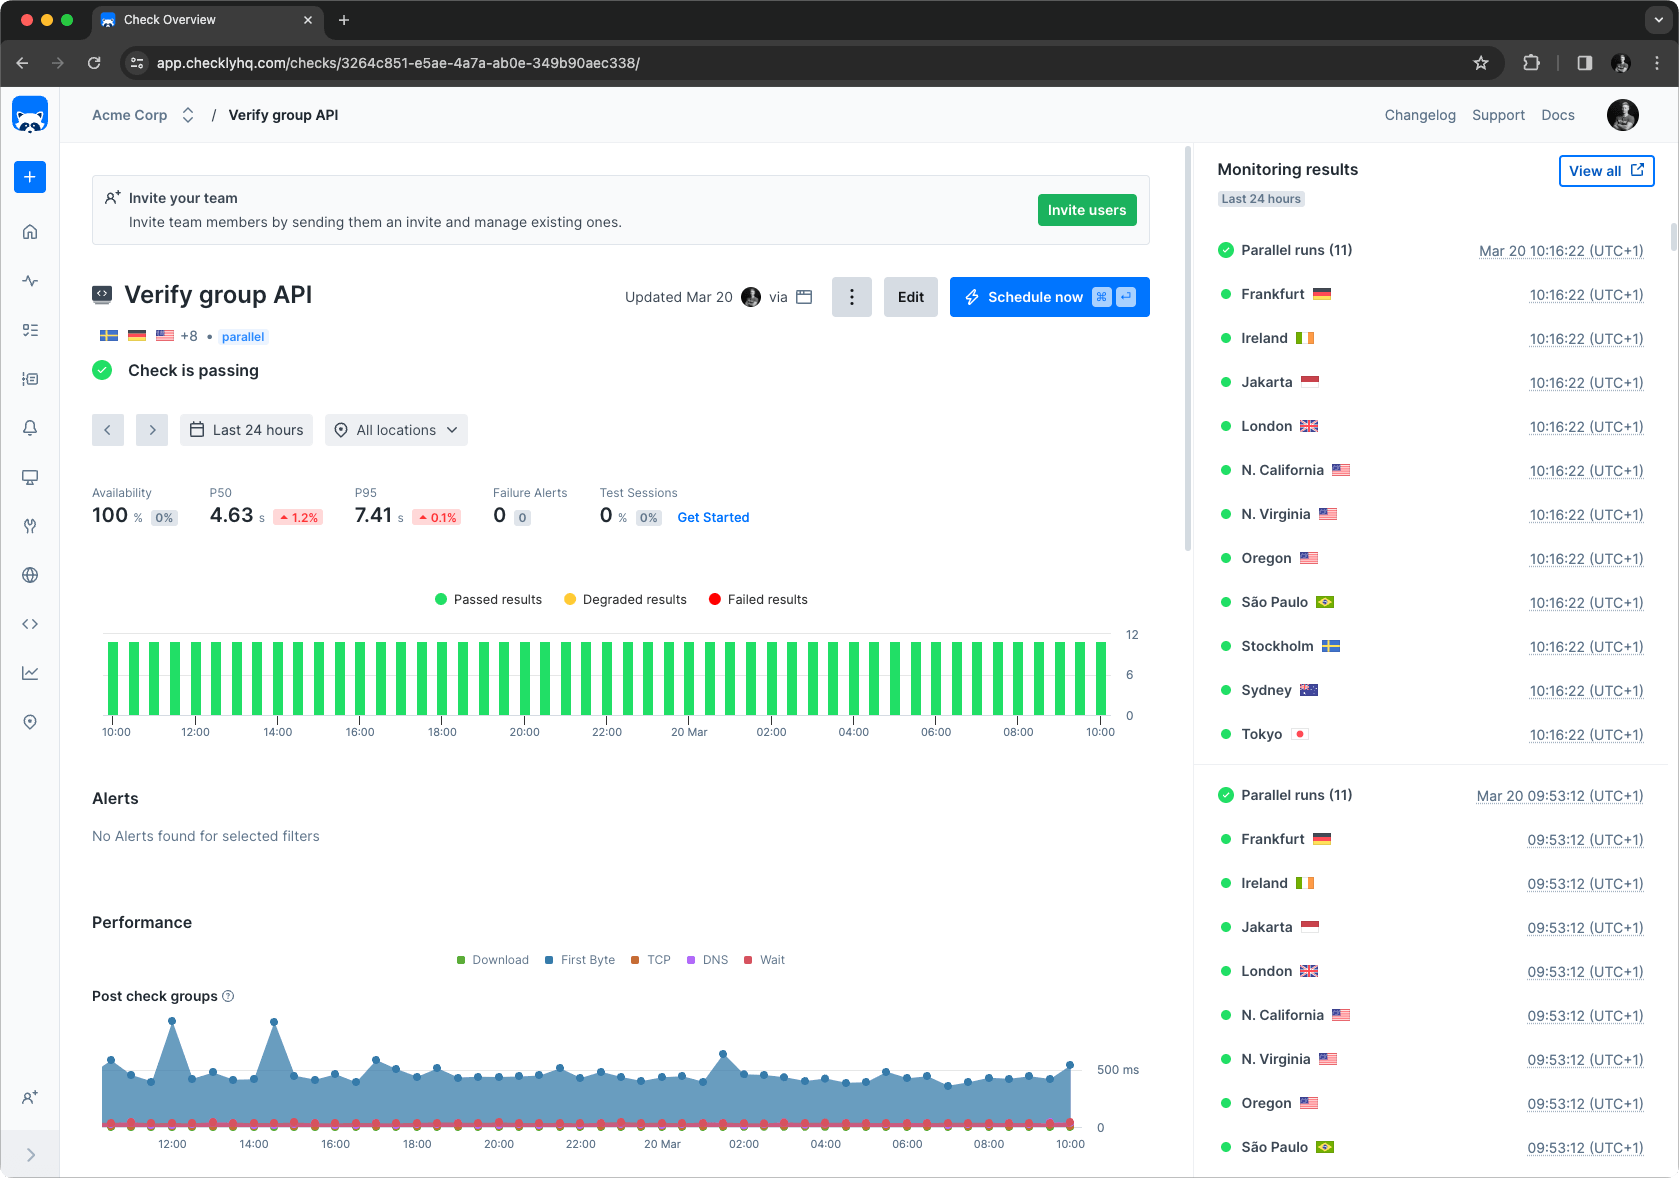 Check Overview
app.checklyhq.com/checks/3264c851-e5ae-4a7a-ab0e-349b90aec338/
Acme Corp / Verify group API
Changelog Support Docs
Invite your team
Invite team members by sending them an invite and manage existing ones.
Invite users
Verify group API
Updated Mar 20 via
Edit
Schedule now
+8 • parallel
Check is passing
Last 24 hours
All locations
Availability P50 P95 Failure Alerts Test Sessions
100 % 0% 4.63 s 1.2% 7.41 s 0.1% 0 0 0 % 0% Get Started
Passed results Degraded results Failed results
12
6
0
10:00 12:00 14:00 16:00 18:00 20:00 22:00 20 Mar 02:00 04:00 06:00 08:00 10:00
Alerts
No Alerts found for selected filters
Performance
Download First Byte TCP DNS Wait
Post check groups
500 ms
0
12:00 14:00 16:00 18:00 20:00 22:00 20 Mar 02:00 04:00 06:00 08:00 10:00
Monitoring results
View all
Last 24 hours
Parallel runs (11) Mar 20 10:16:22 (UTC+1)
Frankfurt 10:16:22 (UTC+1)
Ireland 10:16:22 (UTC+1)
Jakarta 10:16:22 (UTC+1)
London 10:16:22 (UTC+1)
N. California 10:16:22 (UTC+1)
N. Virginia 10:16:22 (UTC+1)
Oregon 10:16:22 (UTC+1)
São Paulo 10:16:22 (UTC+1)
Stockholm 10:16:22 (UTC+1)
Sydney 10:16:22 (UTC+1)
Tokyo 10:16:22 (UTC+1)
Parallel runs (11) Mar 20 09:53:12 (UTC+1)
Frankfurt 09:53:12 (UTC+1)
Ireland 09:53:12 (UTC+1)
Jakarta 09:53:12 (UTC+1)
London 09:53:12 (UTC+1)
N. California 09:53:12 (UTC+1)
N. Virginia 09:53:12 (UTC+1)
Oregon 09:53:12 (UTC+1)
São Paulo 09:53:12 (UTC+1)